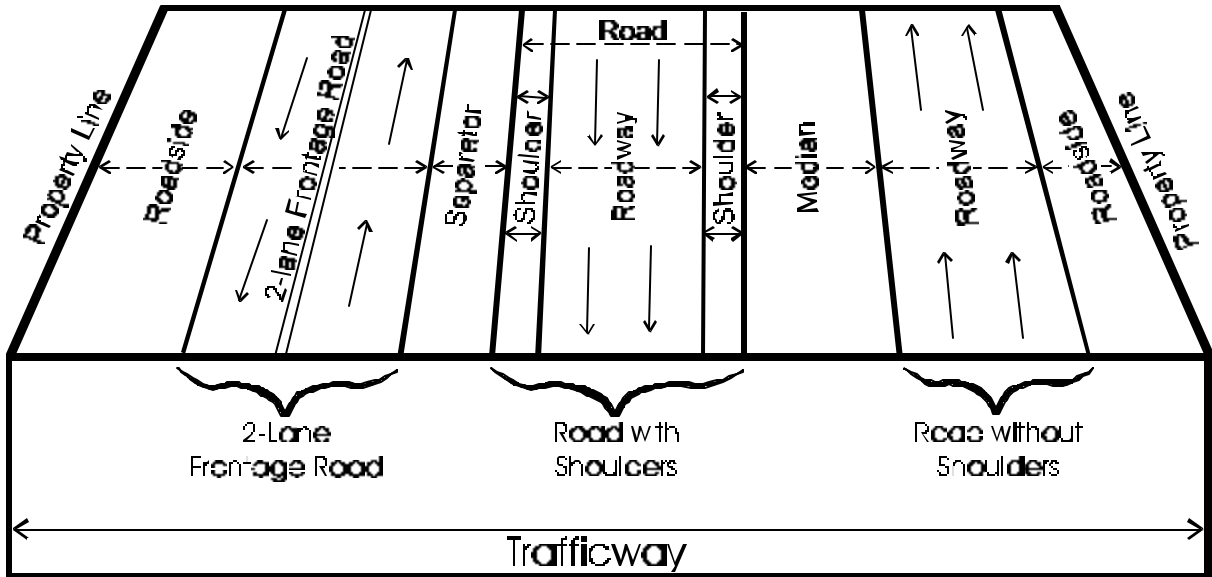 Road
Property Line
Roadside
2-lane Frontage Road
Separator
Shoulder
Roadway
Shoulder
Median
Roadway
Roadside
Property Line
2-Lane
Frontage Road
Road with
Shoulders
Road without
Shoulders
Trafficway